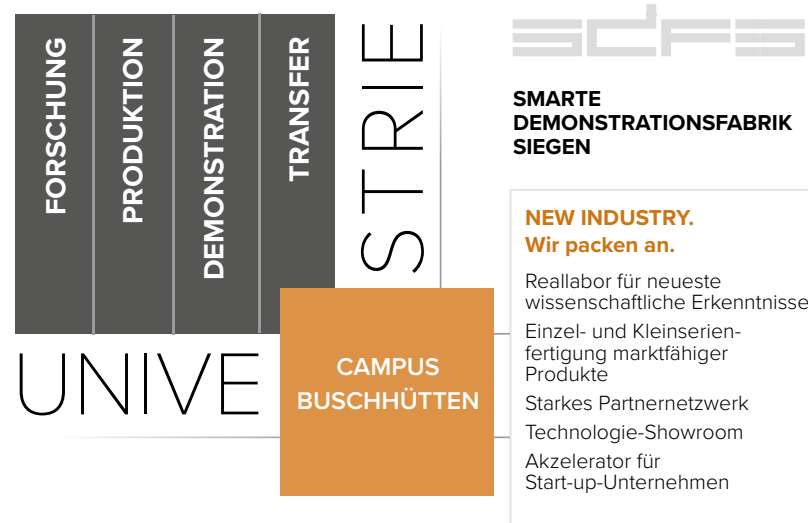 FORSCHUNG
PRODUKTION
DEMONSTRATION
TRANSFER
STRIE
UNIVE
CAMPUS
BUSCHHÜTTEN
sdfs
SMARTE
DEMONSTRATIONSFABRIK
SIEGEN
NEW INDUSTRY.
Wir packen an.
Reallabor für neueste
wissenschaftliche Erkenntnisse
Einzel- und Kleinserien-
fertigung marktfähiger
Produkte
Starkes Partnernetzwerk
Technologie-Showroom
Akzelerator für
Start-up-Unternehmen